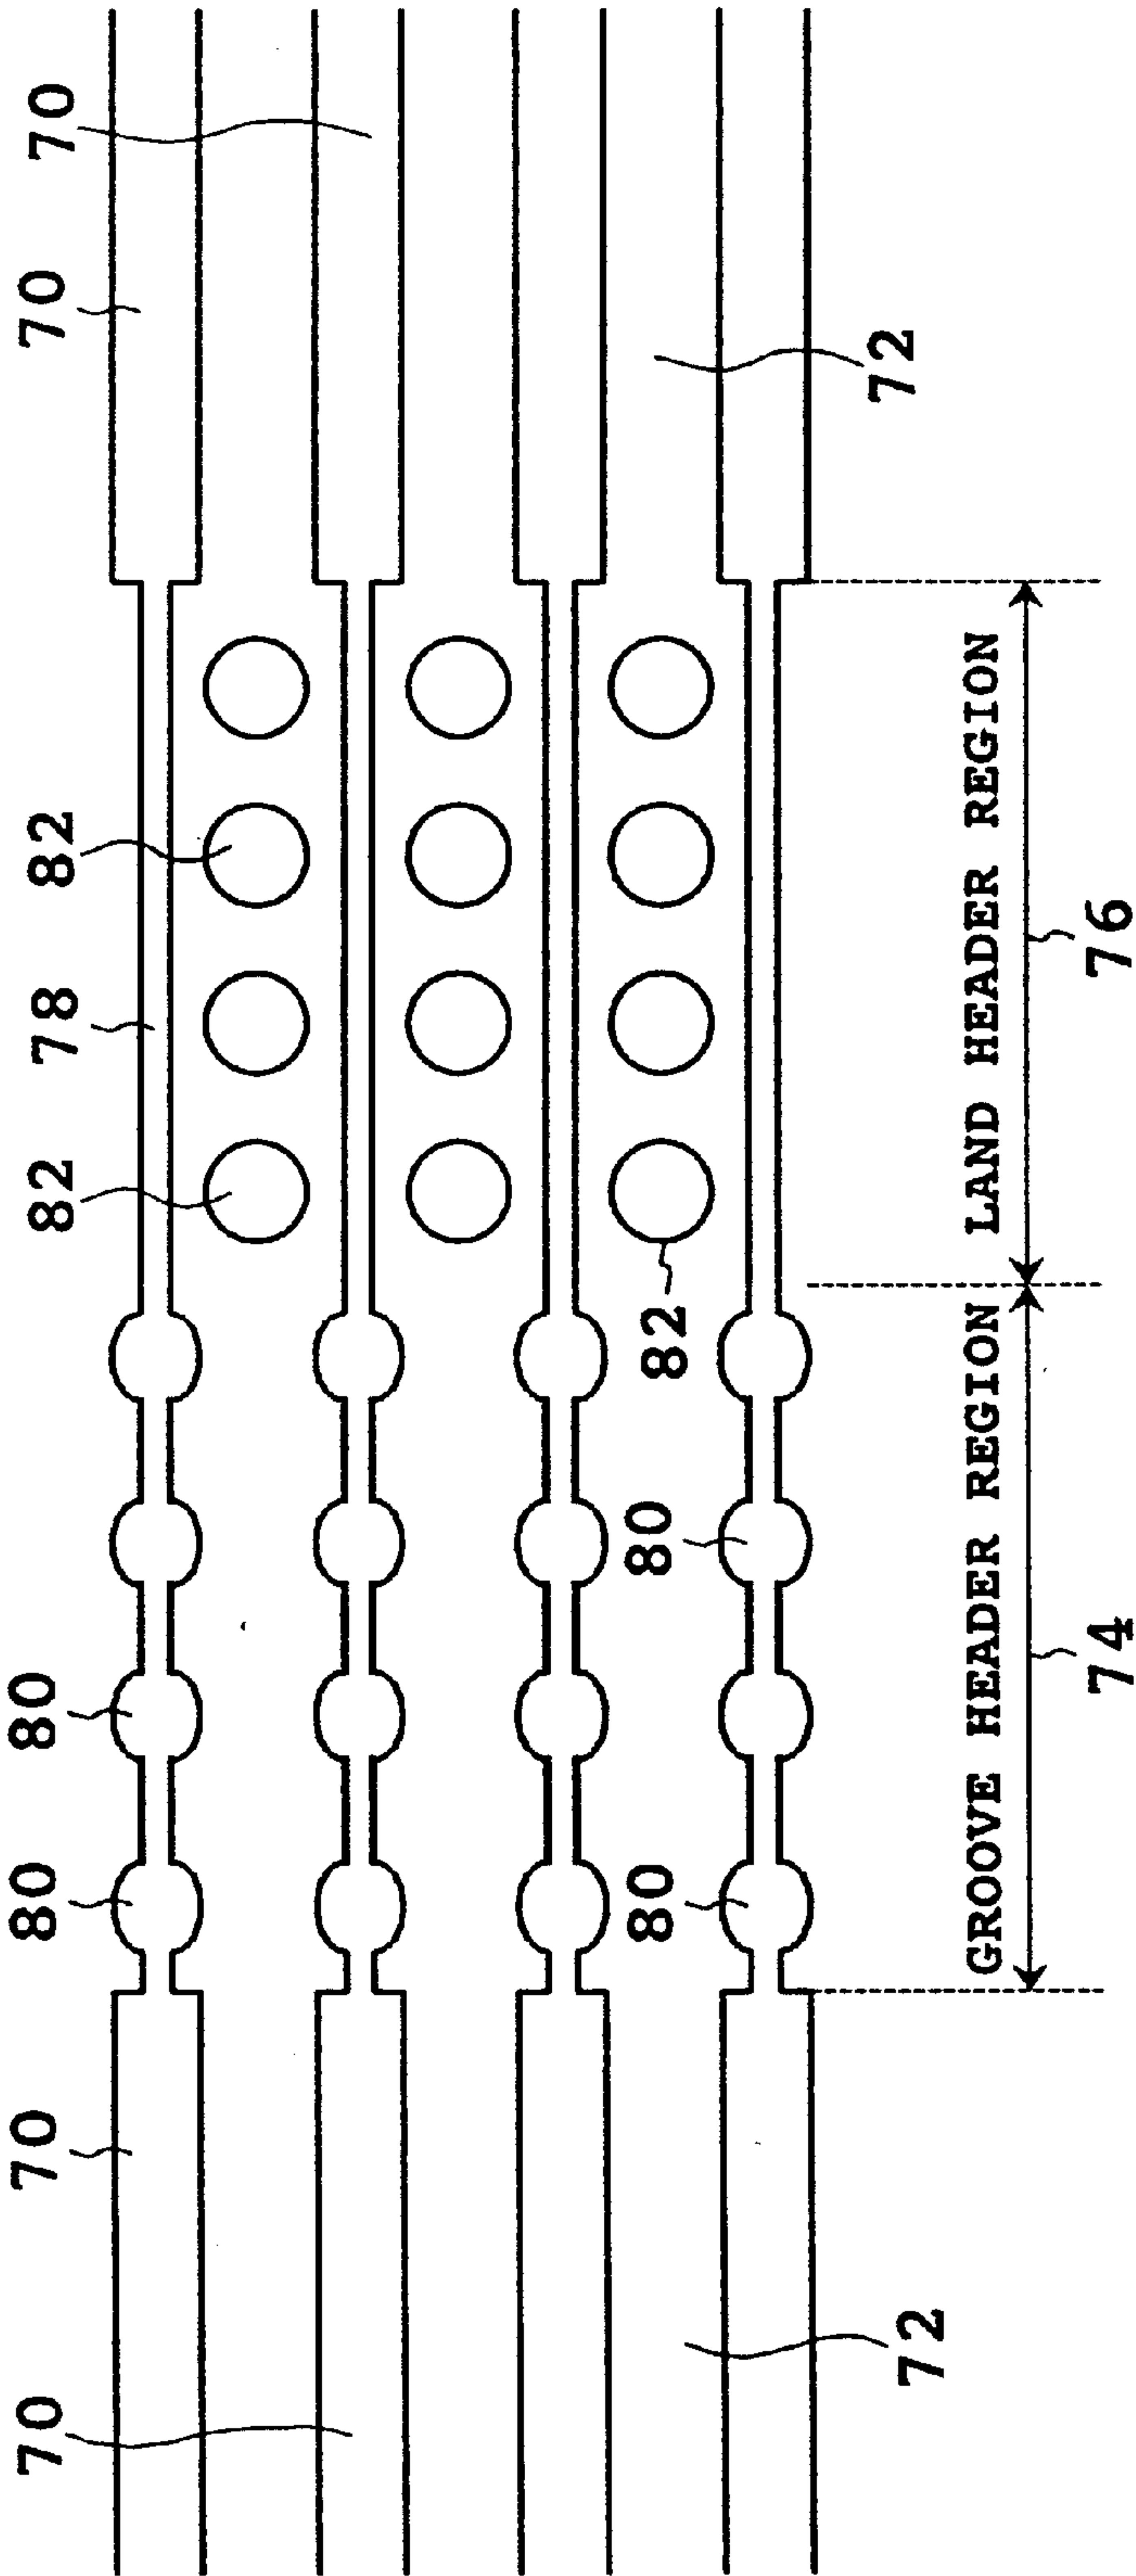 70 70 80 80 82 78 82 70 70
80 80 82
72 72
GROOVE HEADER REGION LAND HEADER REGION
74 76